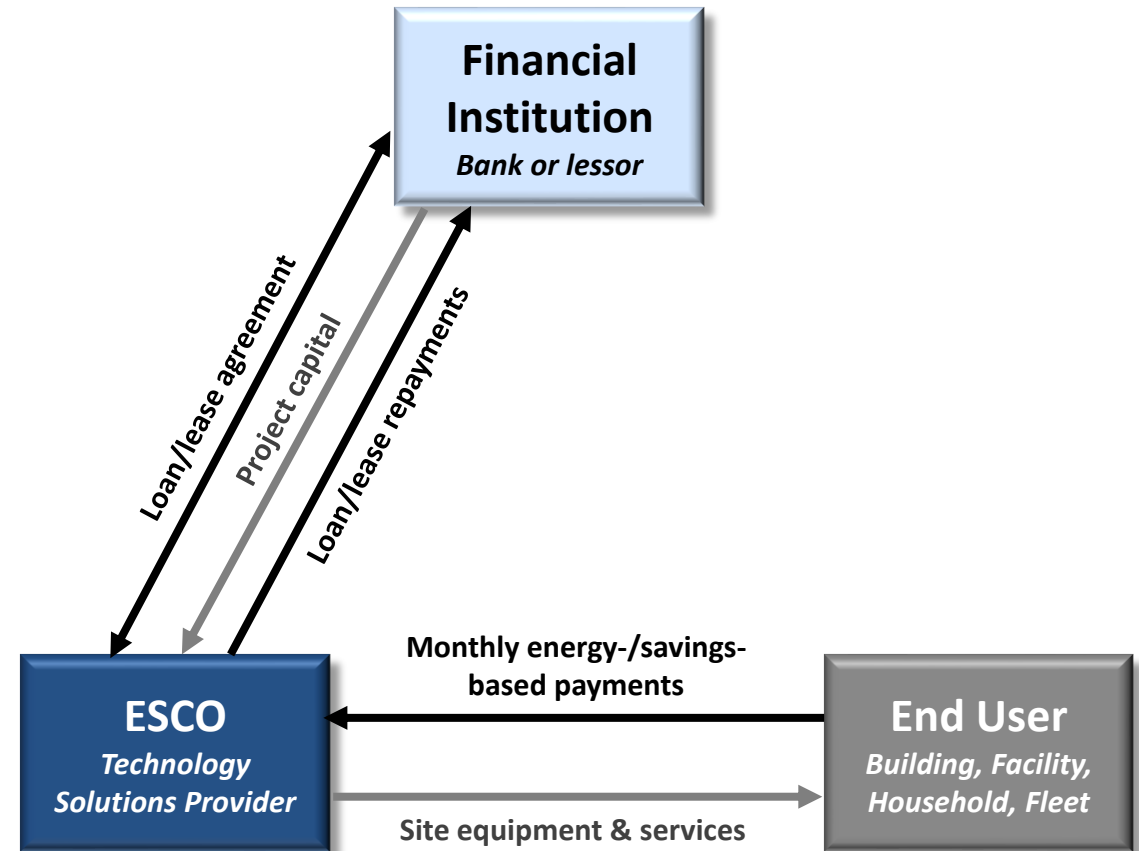 Financial
Institution
Bank or lessor
Loan/lease agreement
Project capital
Loan/lease repayments
Monthly energy-/savings-
based payments
ESCO
Technology
Solutions Provider
End User
Building, Facility,
Household, Fleet
Site equipment & services